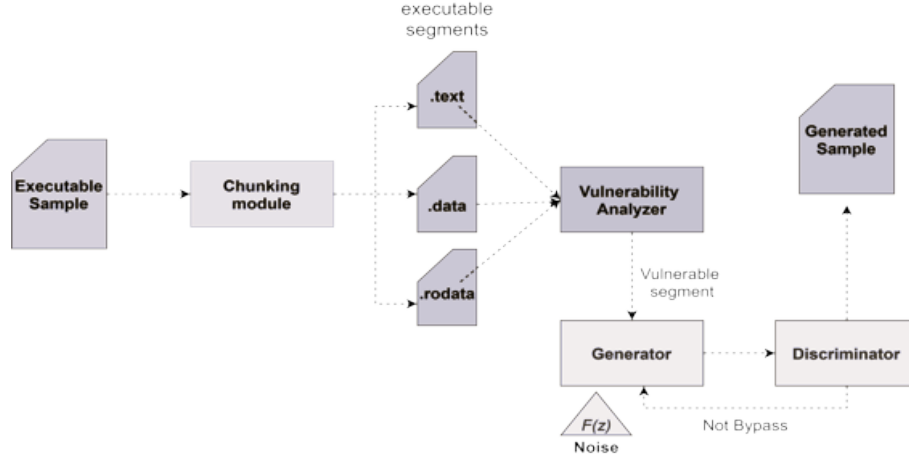 executable
segments
.text
Generated
Sample
Executable
Sample
Chunking
module
.data
Vulnerability
Analyzer
.rodata
Vulnerable
segment
Generator
Discriminator
F(z)
Noise
Not Bypass